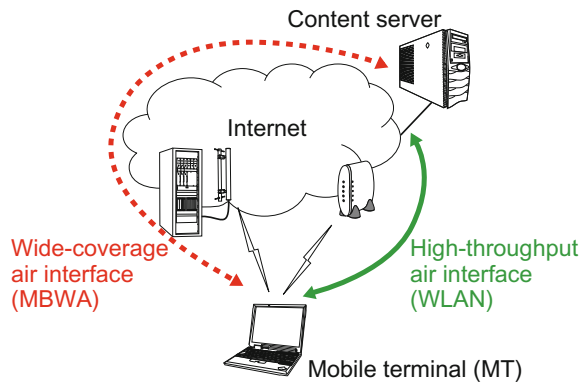 Content server
Internet
Wide-coverage
air interface
(MBWA)
High-throughput
air interface
(WLAN)
Mobile terminal (MT)